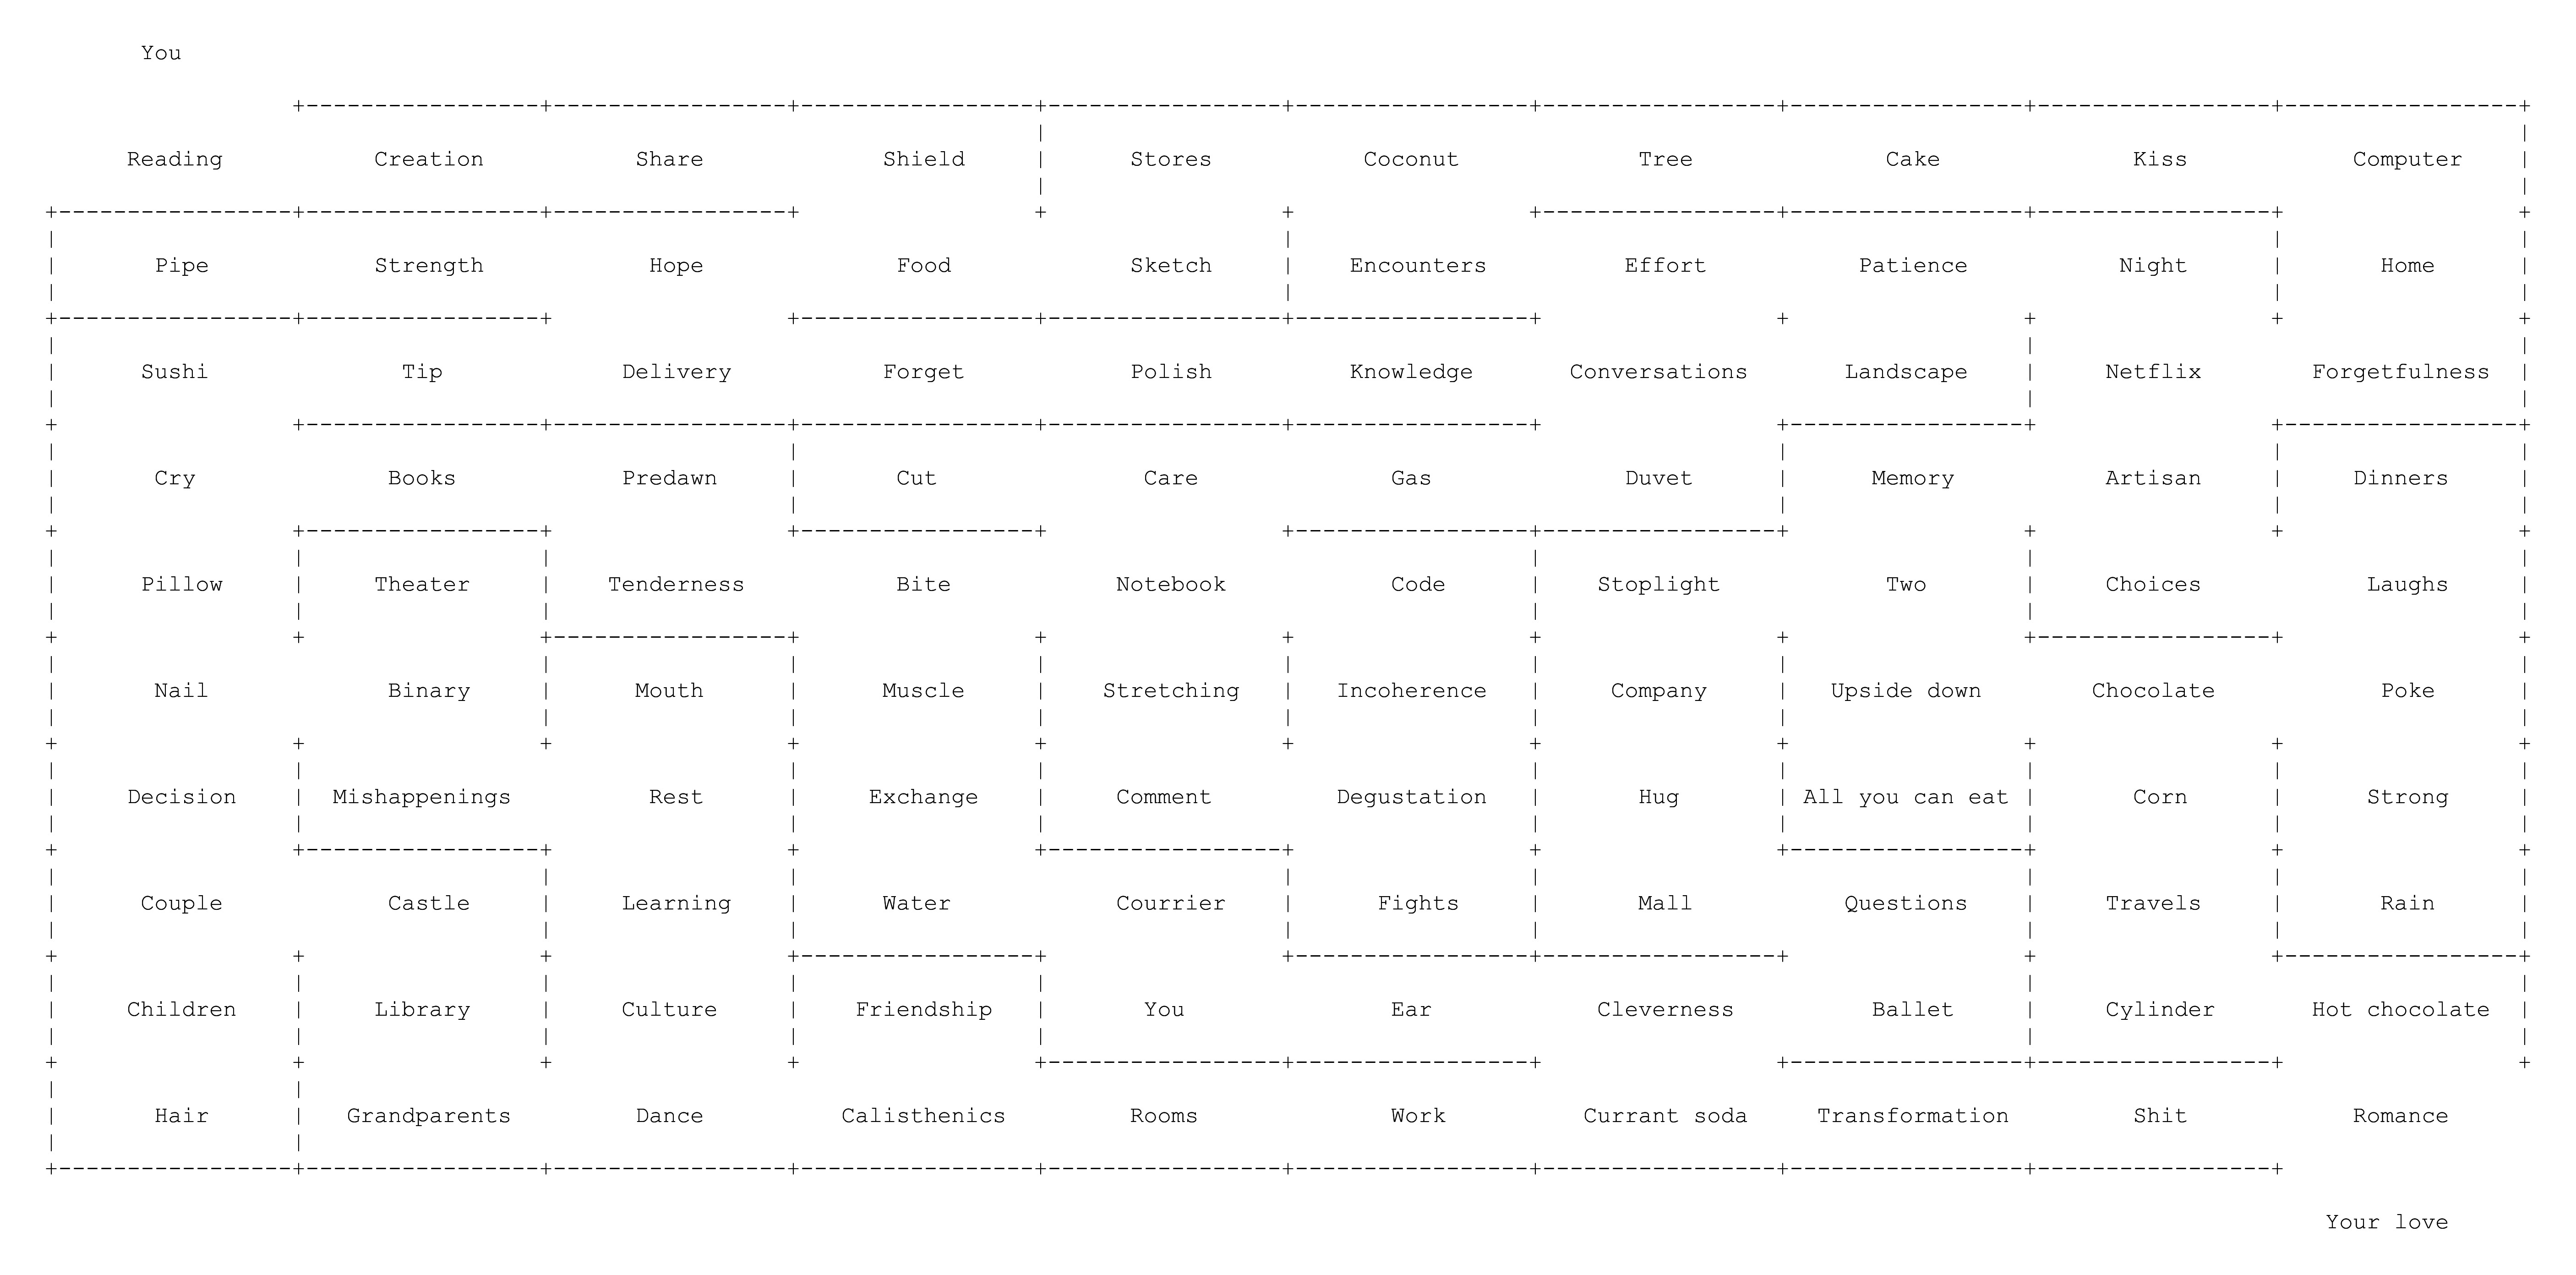 You
Reading Creation Share Shield Stores Coconut Tree Cake Kiss Computer
Pipe Strength Hope Food Sketch Encounters Effort Patience Night Home
Sushi Tip Delivery Forget Polish Knowledge Conversations Landscape Netflix Forgetfulness
Cry Books Predawn Cut Care Gas Duvet Memory Artisan Dinners
Pillow Theater Tenderness Bite Notebook Code Stoplight Two Choices Laughs
Nail Binary Mouth Muscle Stretching Incoherence Company Upside down Chocolate Poke
Decision Mishappenings Rest Exchange Comment Degustation Hug All you can eat Corn Strong
Couple Castle Learning Water Courrier Fights Mall Questions Travels Rain
Children Library Culture Friendship You Ear Cleverness Ballet Cylinder Hot chocolate
Hair Grandparents Dance Calisthenics Rooms Work Currant soda Transformation Shit Romance
Your love